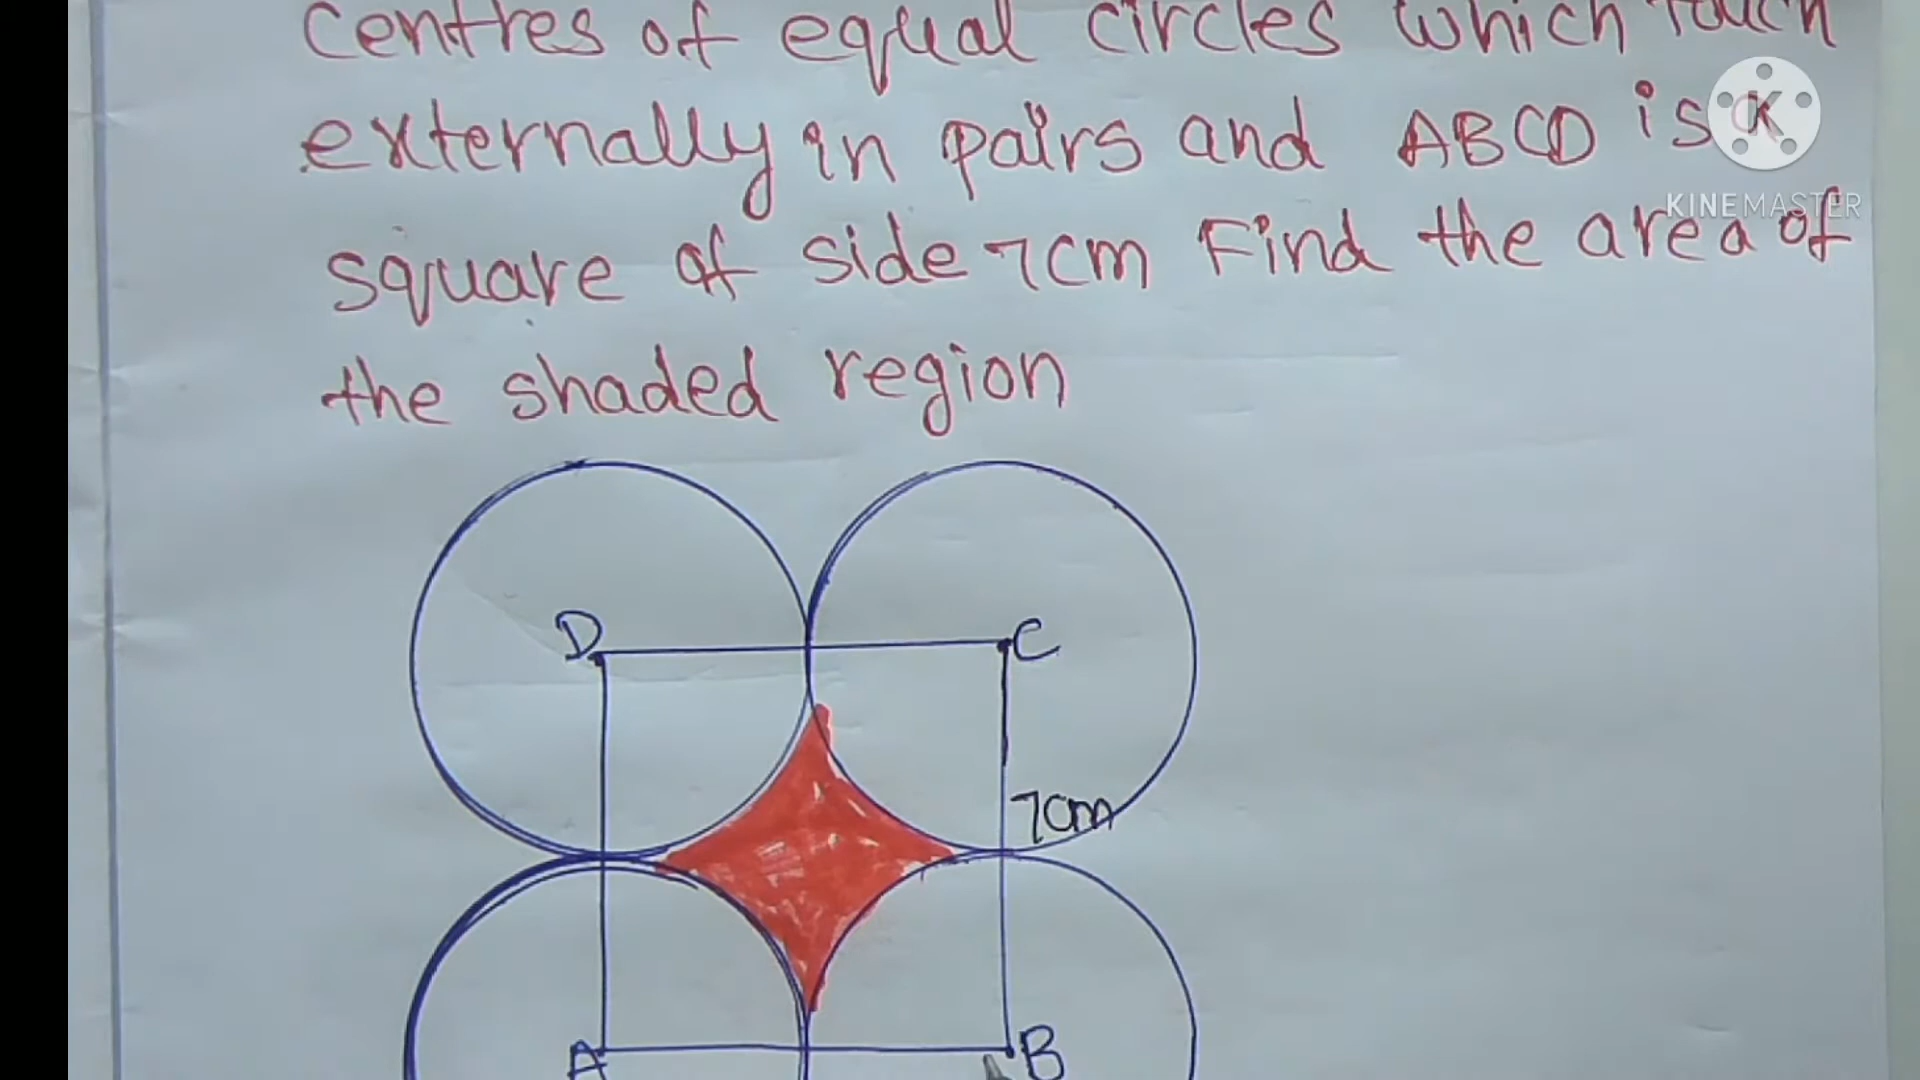 centres of equal circles which touch
externally in pairs and ABCD is a
square of side 7cm Find the area of
the shaded region
K
KINEMASTER
D
C
7cm
A
B